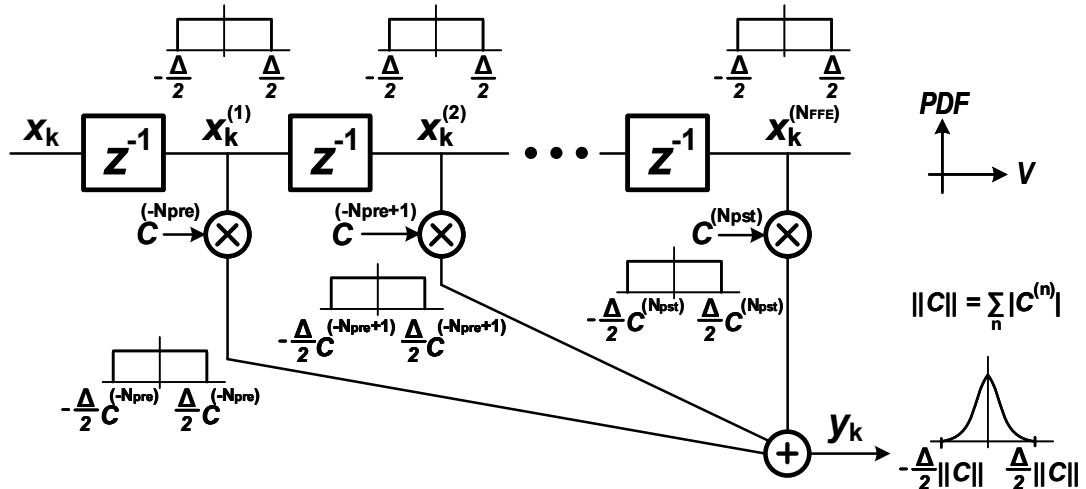 -Δ/2 Δ/2 -Δ/2 Δ/2 -Δ/2 Δ/2
x_k z^-1 x_k^(1) z^-1 x_k^(2) ••• z^-1 x_k^(N_FFE)
PDF
V
C^(-Npre) C^(-Npre+1) C^(Npst)
-Δ/2 C^(-Npre+1) Δ/2 C^(-Npre+1) -Δ/2 C^(Npst) Δ/2 C^(Npst)
||C|| = ∑_n |C^(n)|
-Δ/2 C^(-Npre) Δ/2 C^(-Npre)
y_k
-Δ/2 ||C|| Δ/2 ||C||